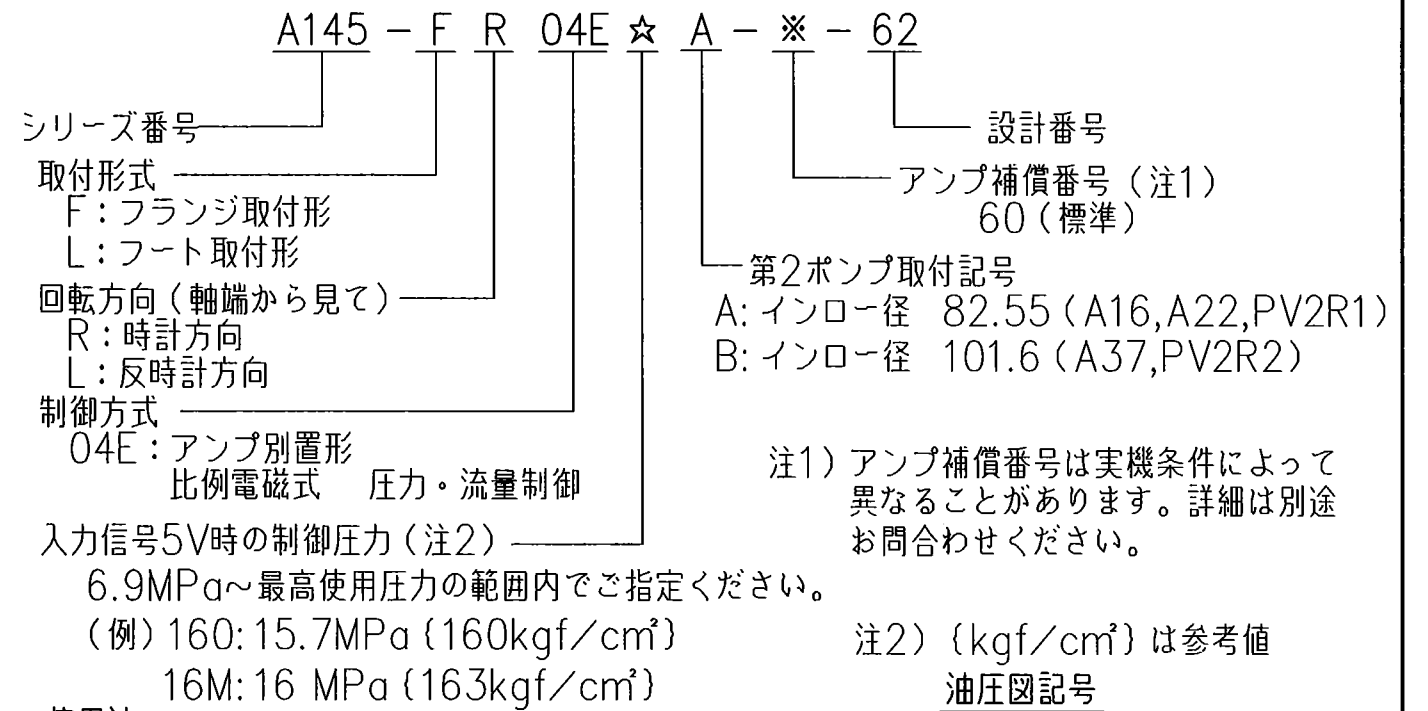 A145 - F R 04E ☆ A - ※ - 62
シリーズ番号
取付形式
F：フランジ取付形
L：フート取付形
回転方向（軸端から見て）
R：時計方向
L：反時計方向
制御方式
04E：アンプ別置形
比例電磁式　圧力・流量制御
入力信号5V時の制御圧力（注2）
6.9MPa～最高使用圧力の範囲内でご指定ください。
（例）160：15.7MPa{160kgf/cm²}
16M：16 MPa{163kgf/cm²}
設計番号
アンプ補償番号（注1）
60（標準）
第2ポンプ取付記号
A：インロー径　82.55（A16,A22,PV2R1）
B：インロー径　101.6（A37,PV2R2）
注1）アンプ補償番号は実機条件によって
異なることがあります。詳細は別途
お問合わせください。
注2）{kgf/cm²}は参考値
油圧図記号